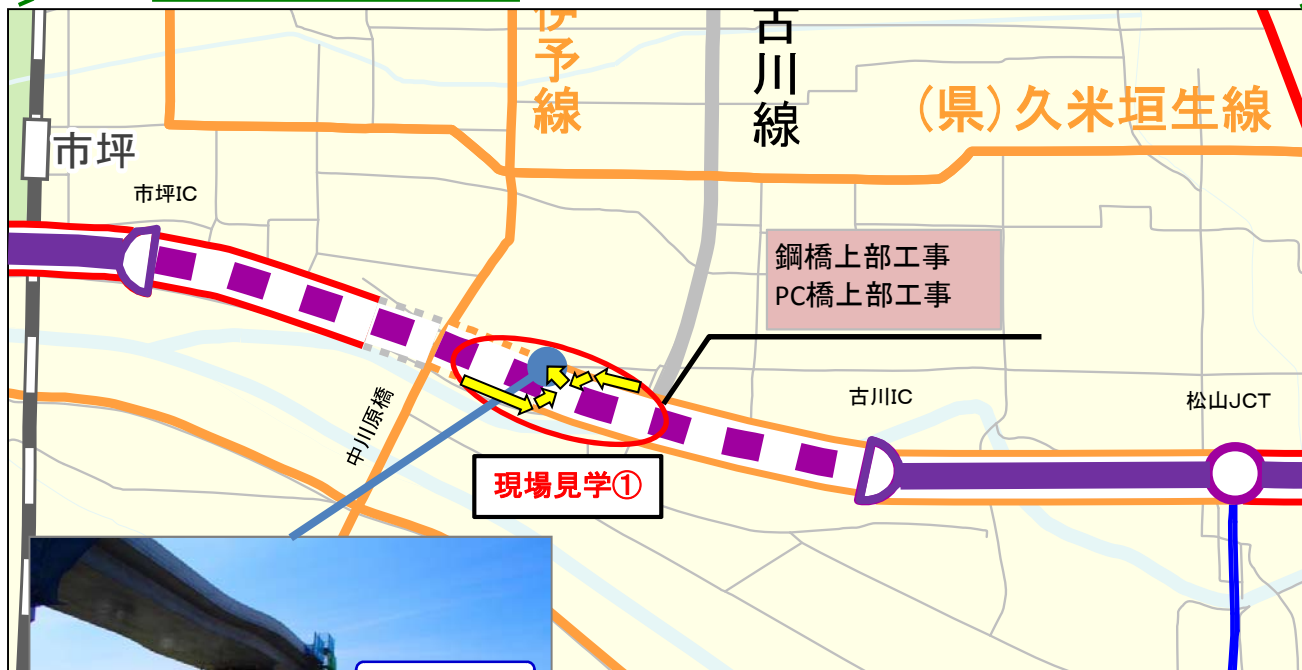 伊予線
古川線
(県)久米垣生線
市坪
市坪IC
鋼橋上部工事
PC橋上部工事
中川原橋
古川IC
松山JCT
現場見学①